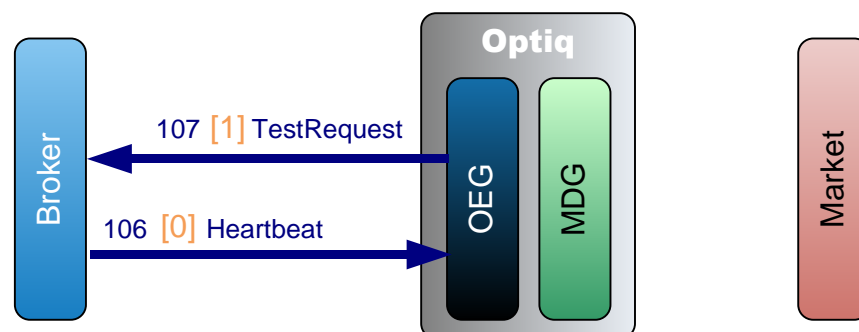 Optiq
Broker
107 [1] TestRequest
106 [0] Heartbeat
OEG
MDG
Market